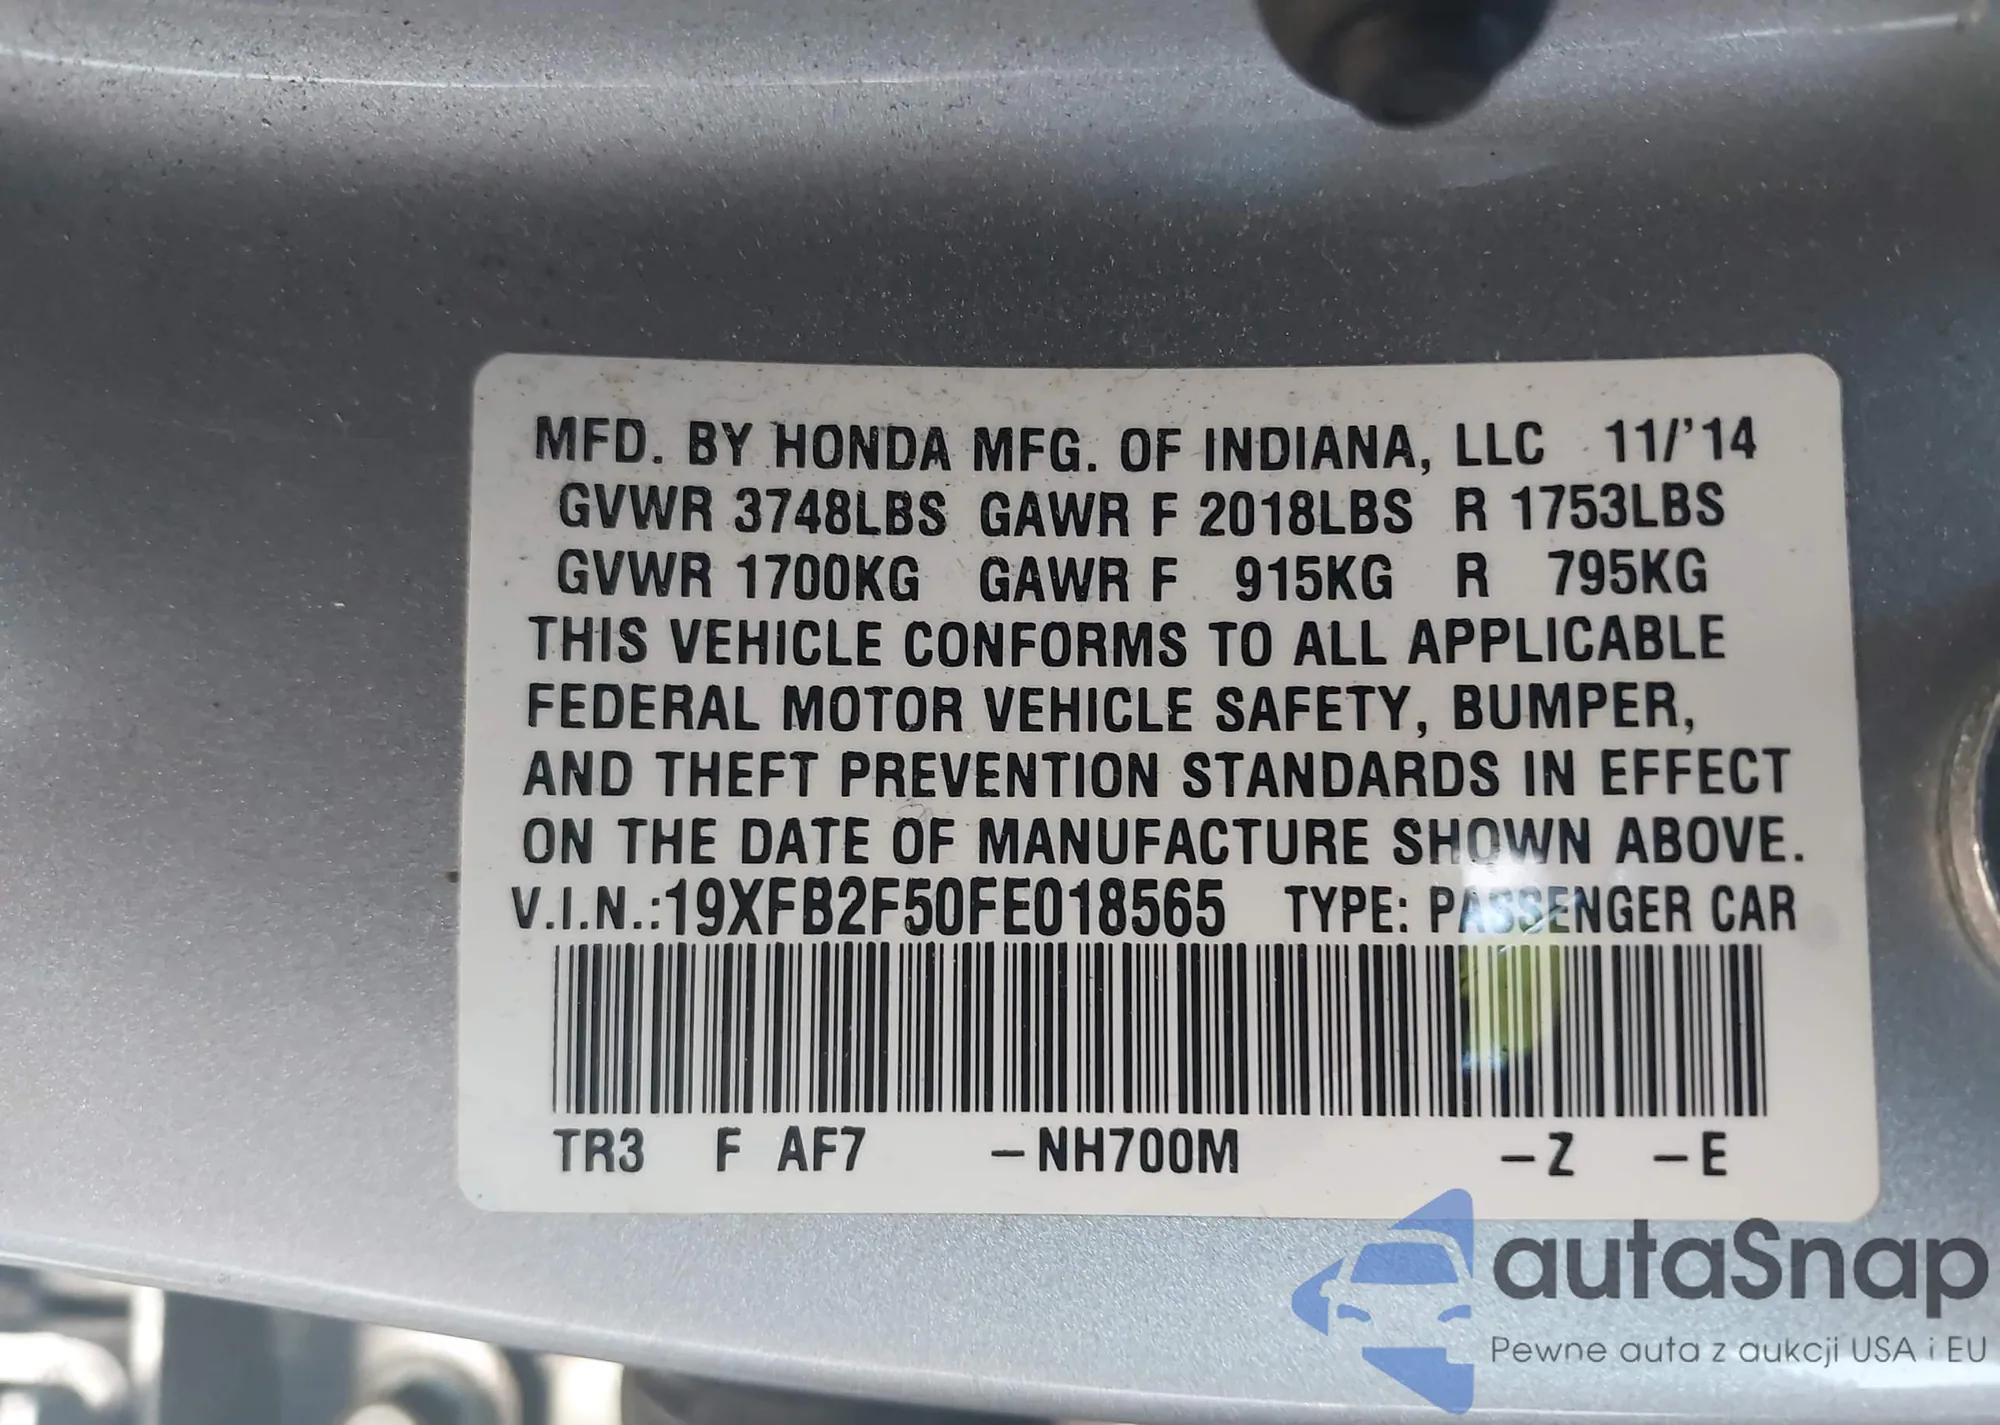 MFD. BY HONDA MFG. OF INDIANA, LLC 11/'14
GVWR 3748LBS GAWR F 2018LBS R 1753LBS
GVWR 1700KG GAWR F 915KG R 795KG
THIS VEHICLE CONFORMS TO ALL APPLICABLE
FEDERAL MOTOR VEHICLE SAFETY, BUMPER,
AND THEFT PREVENTION STANDARDS IN EFFECT
ON THE DATE OF MANUFACTURE SHOWN ABOVE.
V.I.N.:19XFB2F50FE018565 TYPE: PASSENGER CAR
TR3 F AF7 –NH700M –Z –E
autaSnap
Pewne auta z aukcji USA i EU